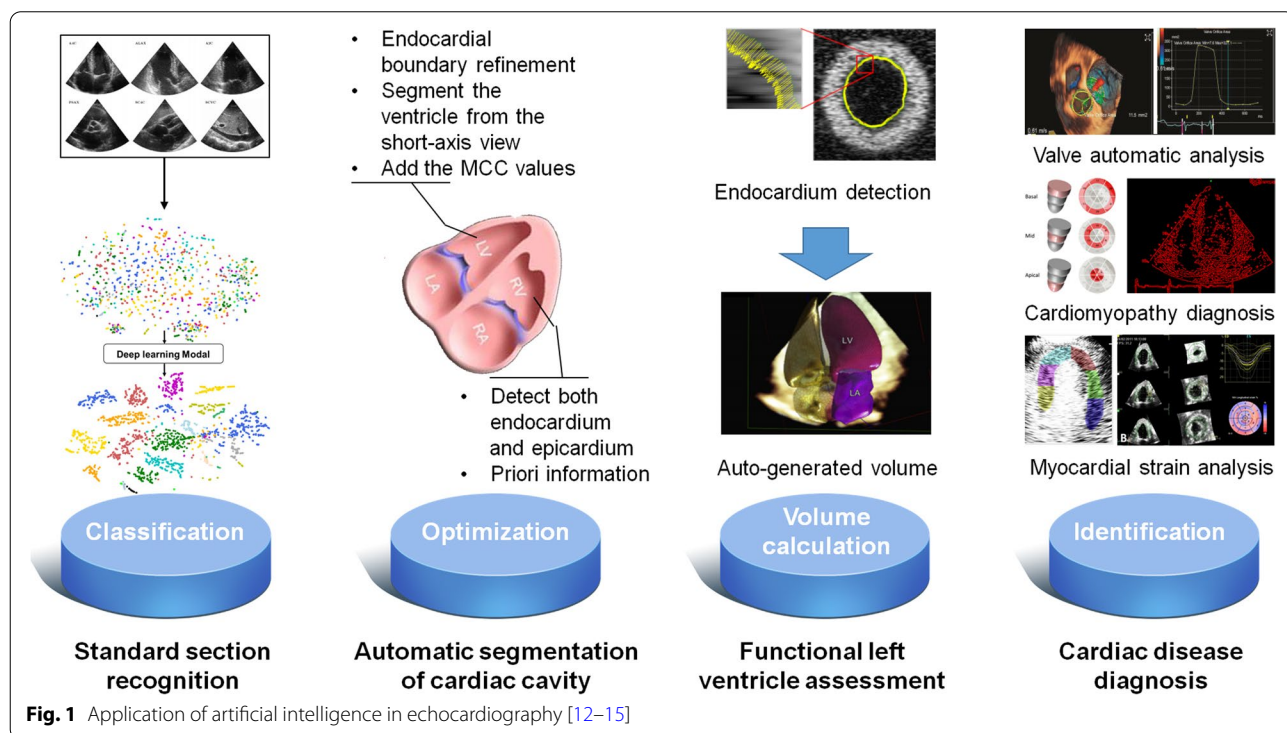 A4C
PSAX
• Endocardial
boundary refinement
• Segment the
ventricle from the
short-axis view
• Add the MCC values
LV
LA
RV
RA
• Detect both
endocardium
and epicardium
• Priori information
Deep learning Modal
Endocardium detection
LV
LA
Auto-generated volume
Valve automatic analysis
Basal
Mid
Apical
Cardiomyopathy diagnosis
B
Myocardial strain analysis
Classification
Optimization
Volume
calculation
Identification
Standard section
recognition
Automatic segmentation
of cardiac cavity
Functional left
ventricle assessment
Cardiac disease
diagnosis
Fig. 1 Application of artificial intelligence in echocardiography [12–15]